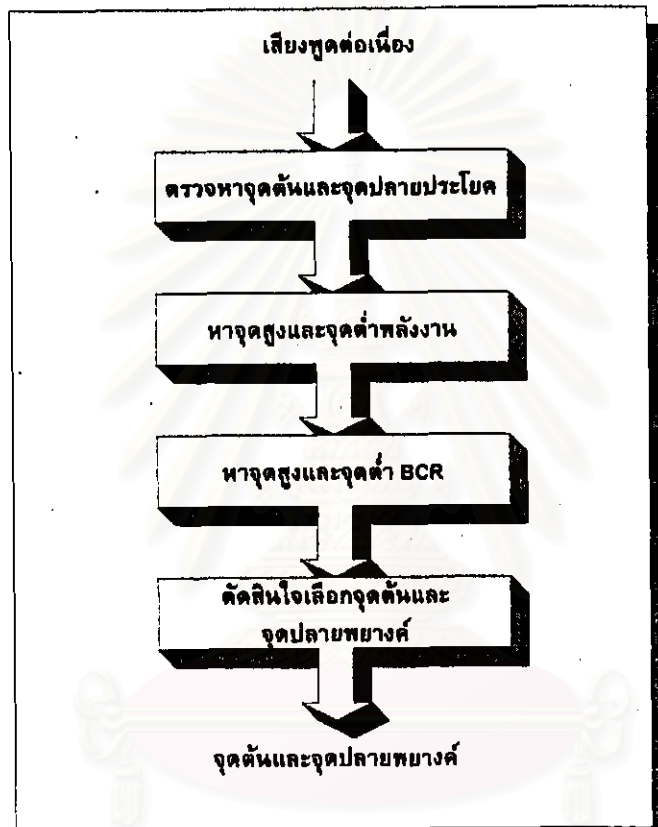 เสียงพูดต่อเนื่อง
ตรวจหาจุดต้นและจุดปลายประโยค
หาจุดสูงและจุดต่ำพลังงาน
หาจุดสูงและจุดต่ำ BCR
ตัดสินใจเลือกจุดต้นและ
จุดปลายพยางค์
จุดต้นและจุดปลายพยางค์